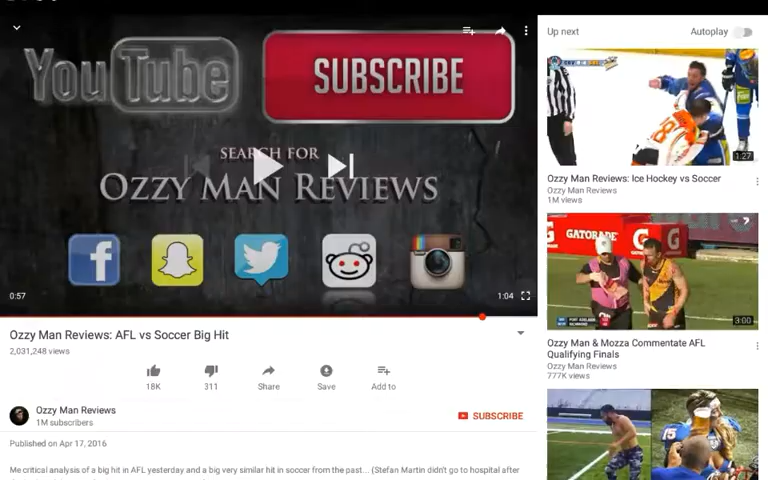 YouTube
SUBSCRIBE
SEARCH FOR
OZZY MAN REVIEWS
0:57
1:04
Ozzy Man Reviews: AFL vs Soccer Big Hit
2,031,248 views
18K
311
Share
Save
Add to
Ozzy Man Reviews
1M subscribers
SUBSCRIBE
Published on Apr 17, 2016
Me critical analysis of a big hit in AFL yesterday and a big very similar hit in soccer from the past... (Stefan Martin didn't go to hospital after
Up next
Autoplay
1:27
Ozzy Man Reviews: Ice Hockey vs Soccer
Ozzy Man Reviews
1M views
GATORADE
G
G
7
3:00
Ozzy Man & Mozza Commentate AFL
Qualifying Finals
Ozzy Man Reviews
777K views
15